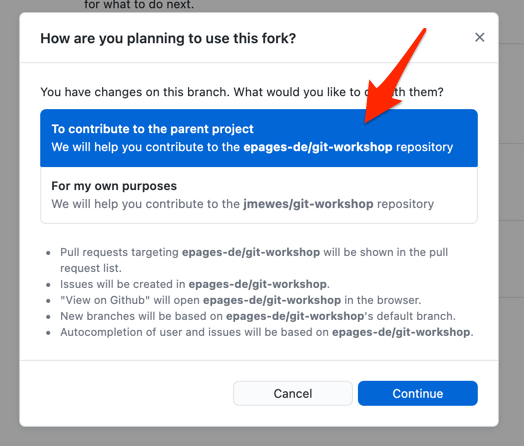 for what to do next.
How are you planning to use this fork?
You have changes on this branch. What would you like to do with them?
To contribute to the parent project
We will help you contribute to the epages-de/git-workshop repository
For my own purposes
We will help you contribute to the jmewes/git-workshop repository
• Pull requests targeting epages-de/git-workshop will be shown in the pull
request list.
• Issues will be created in epages-de/git-workshop.
• "View on Github" will open epages-de/git-workshop in the browser.
• New branches will be based on epages-de/git-workshop's default branch.
• Autocompletion of user and issues will be based on epages-de/git-workshop.
Cancel
Continue